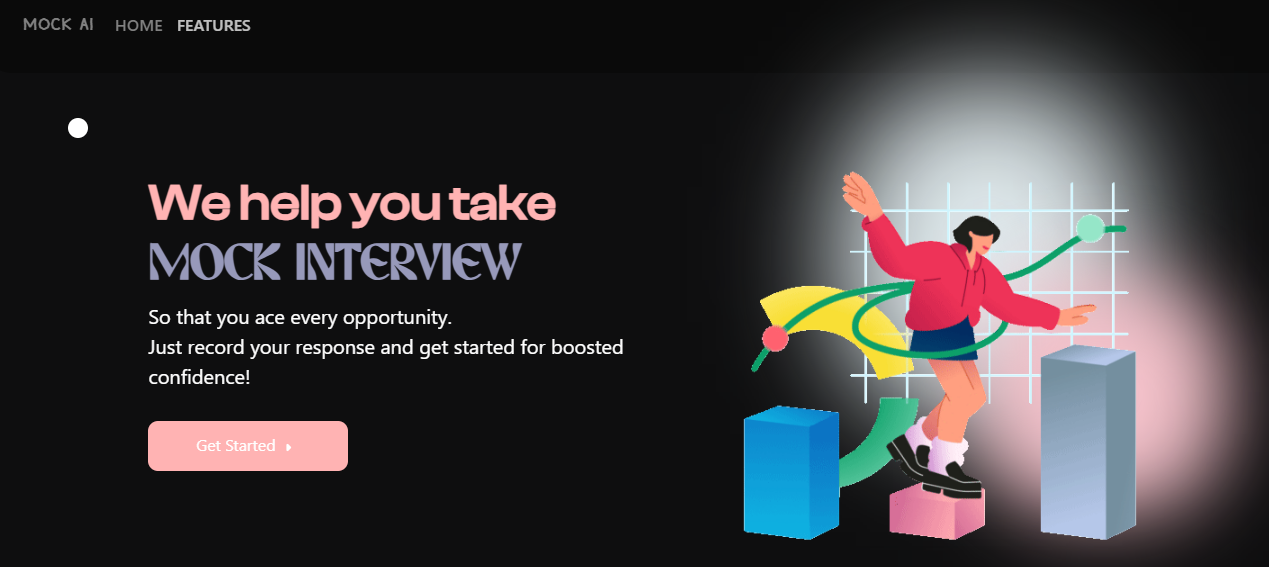 MOCK AI HOME FEATURES
We help you take
MOCK INTERVIEW
So that you ace every opportunity.
Just record your response and get started for boosted
confidence!
Get Started